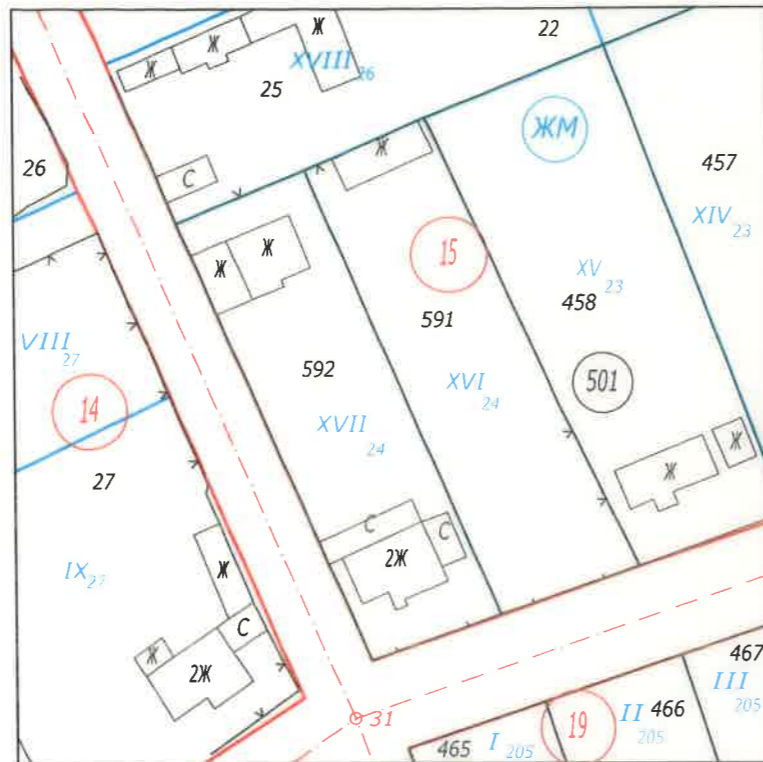 Ж
Ж
Ж
XVIII 26
22
25
ЖМ
26
С
Ж
457
XIV 23
Ж
Ж
15
XV 23
458
591
VIII 27
592
XVI 24
501
14
XVII 24
27
Ж
Ж
С
С
2Ж
IX 27
Ж
С
Ж
2Ж
467
III 205
31
19
II 205
466
465
I 205